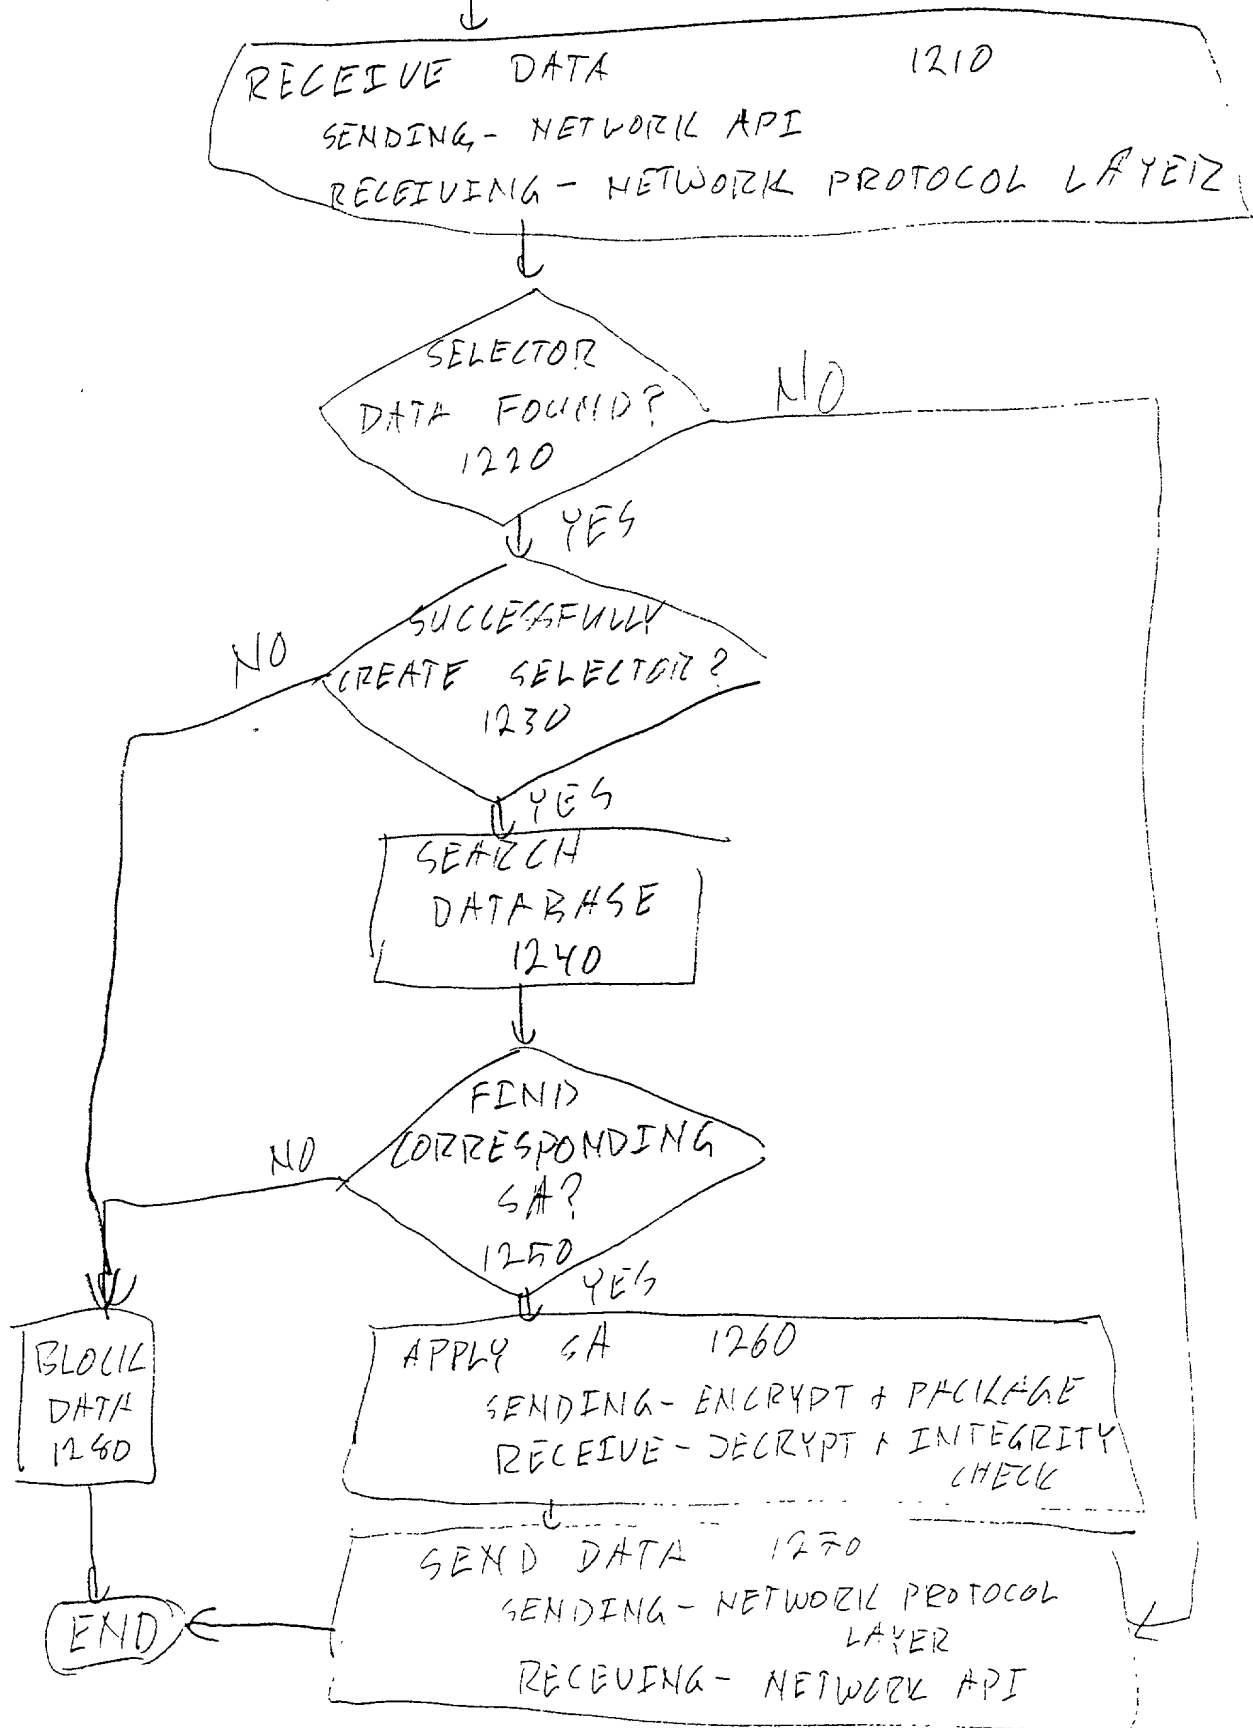 RECEIVE DATA 1210
SENDING - NETWORK API
RECEIVING - NETWORK PROTOCOL LAYER
SELECTOR
DATA FOUND?
NO
1220
YES
SUCCESSFULLY
NO
CREATE SELECTOR?
1230
YES
SEARCH
DATABASE
1240
FIND
CORRESPONDING
NO
SA?
1250
YES
BLOCK
DATA
1280
APPLY SA 1260
SENDING - ENCRYPT + PACKAGE
RECEIVE - DECRYPT + INTEGRITY
CHECK
SEND DATA 1270
SENDING - NETWORK PROTOCOL
LAYER
RECEUING - NETWORK API
END